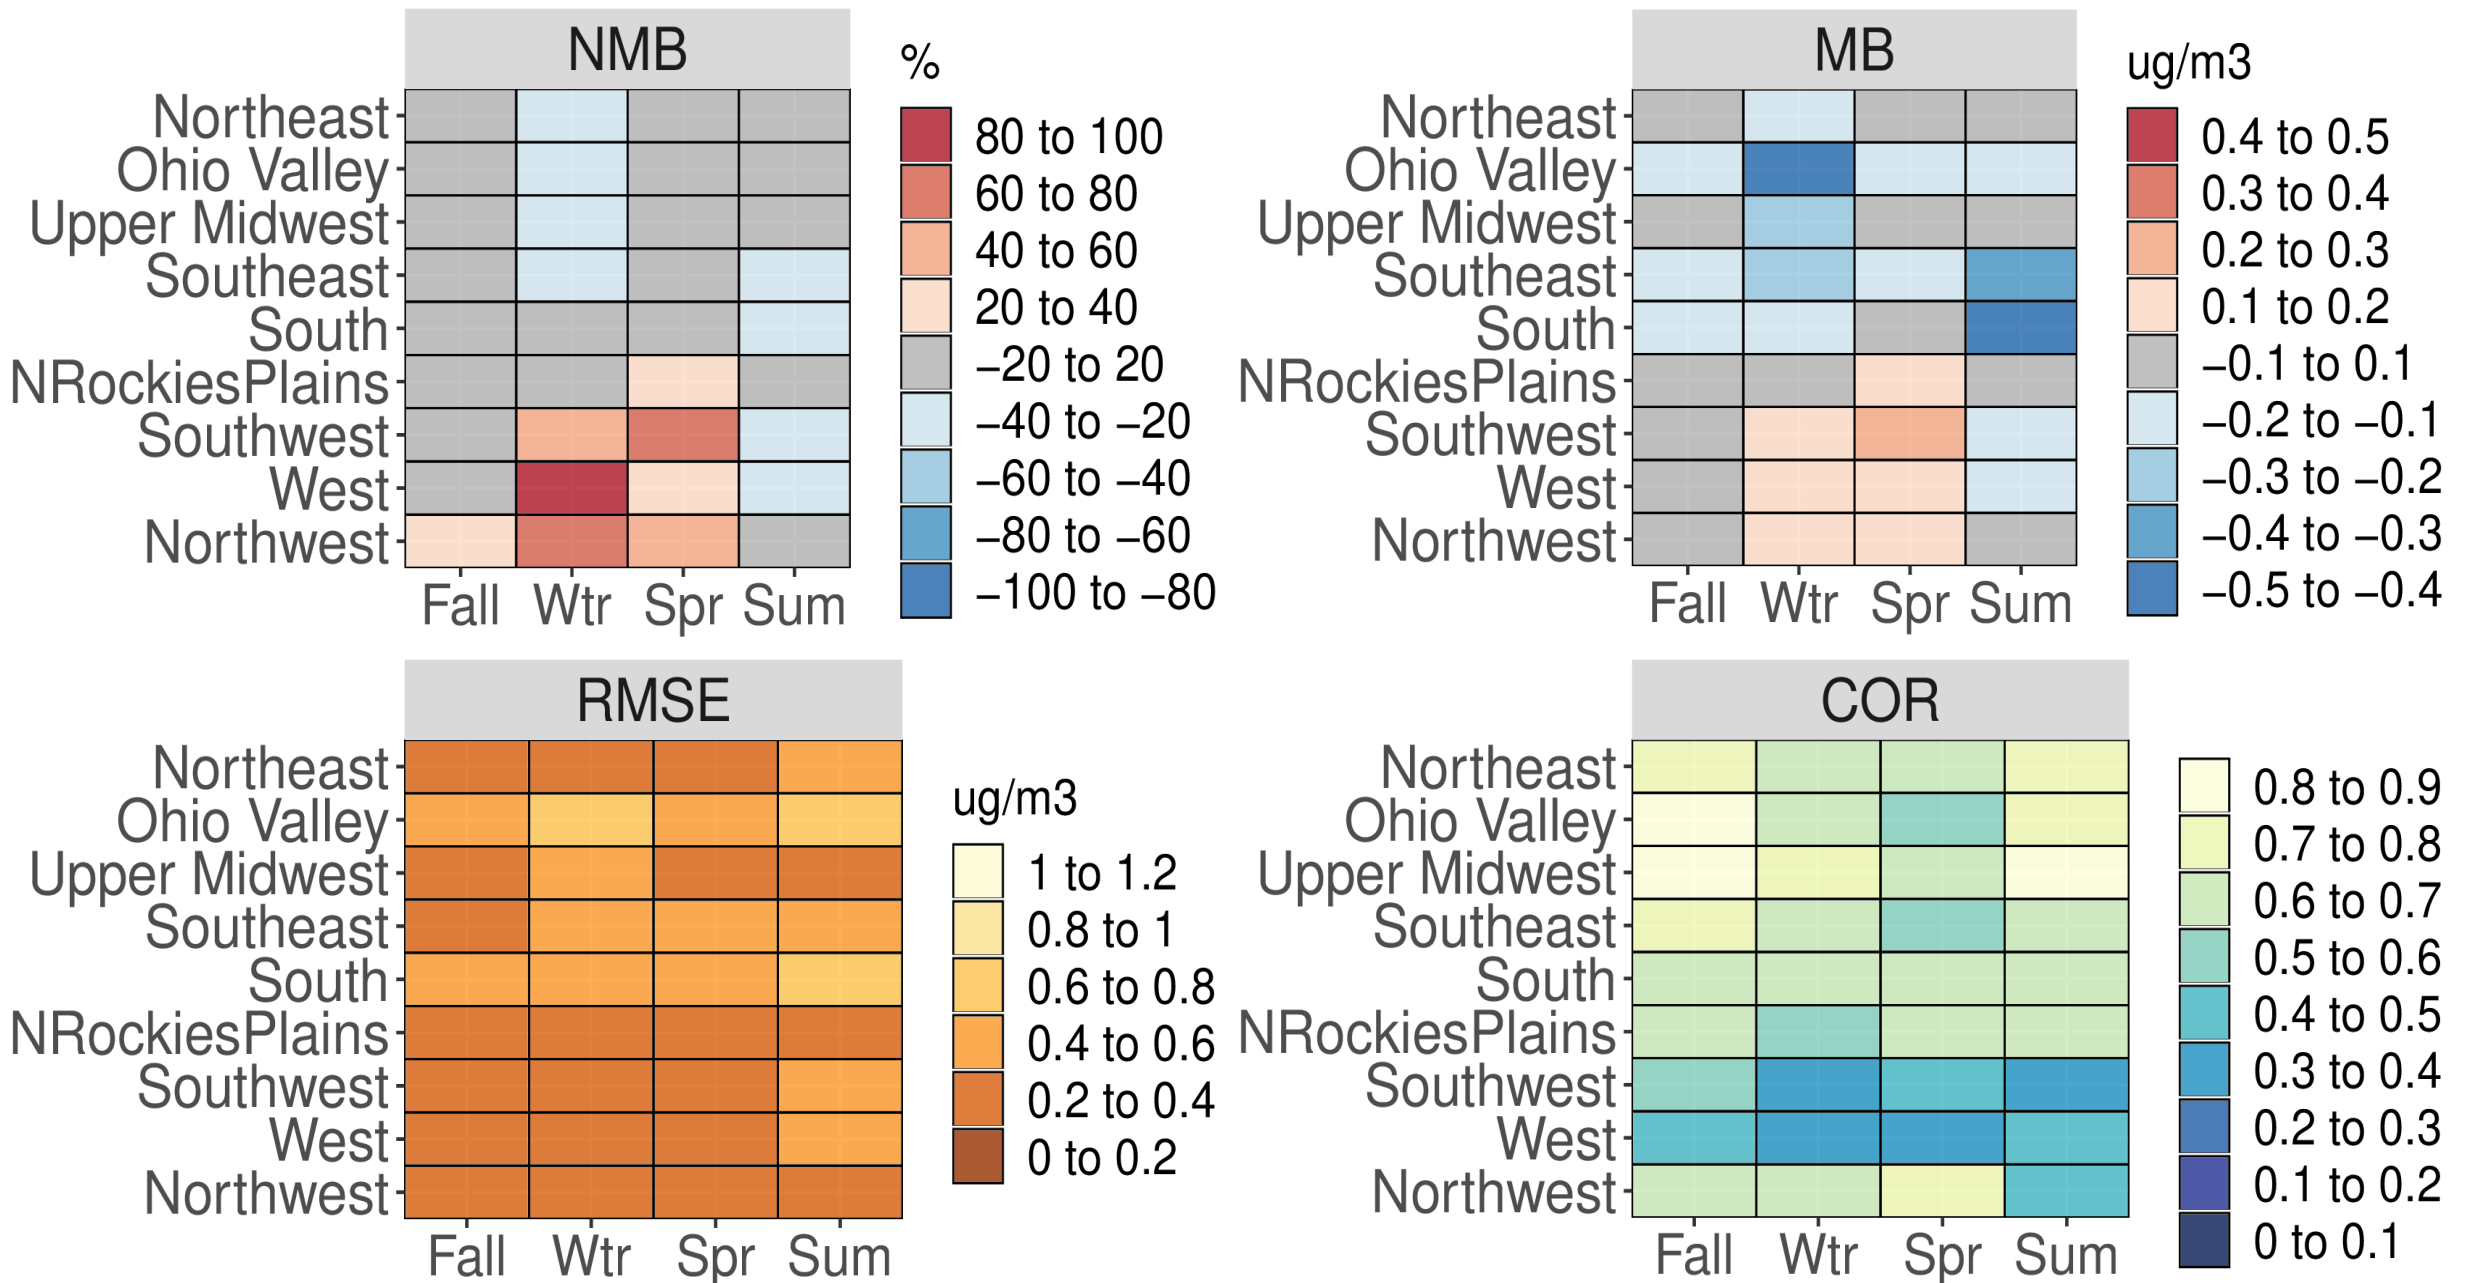 NMB
%
Northeast
Ohio Valley
Upper Midwest
Southeast
South
NRockiesPlains
Southwest
West
Northwest
Fall Wtr Spr Sum
80 to 100
60 to 80
40 to 60
20 to 40
−20 to 20
−40 to −20
−60 to −40
−80 to −60
−100 to −80
MB
ug/m3
Northeast
Ohio Valley
Upper Midwest
Southeast
South
NRockiesPlains
Southwest
West
Northwest
Fall Wtr Spr Sum
0.4 to 0.5
0.3 to 0.4
0.2 to 0.3
0.1 to 0.2
−0.1 to 0.1
−0.2 to −0.1
−0.3 to −0.2
−0.4 to −0.3
−0.5 to −0.4
RMSE
Northeast
Ohio Valley
Upper Midwest
Southeast
South
NRockiesPlains
Southwest
West
Northwest
Fall Wtr Spr Sum
ug/m3
1 to 1.2
0.8 to 1
0.6 to 0.8
0.4 to 0.6
0.2 to 0.4
0 to 0.2
COR
Northeast
Ohio Valley
Upper Midwest
Southeast
South
NRockiesPlains
Southwest
West
Northwest
Fall Wtr Spr Sum
0.8 to 0.9
0.7 to 0.8
0.6 to 0.7
0.5 to 0.6
0.4 to 0.5
0.3 to 0.4
0.2 to 0.3
0.1 to 0.2
0 to 0.1